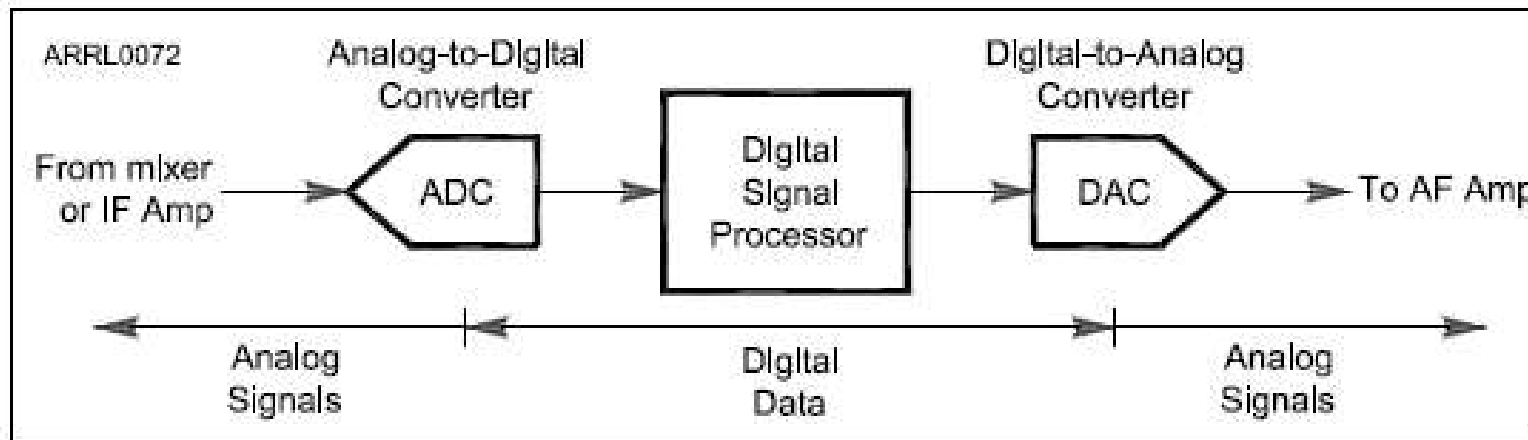 ARRL0072
Analog-to-Digital
Converter
Digital-to-Analog
Converter
From mixer
or IF Amp
ADC
Digital
Signal
Processor
DAC
To AF Amp
Analog
Signals
Digital
Data
Analog
Signals